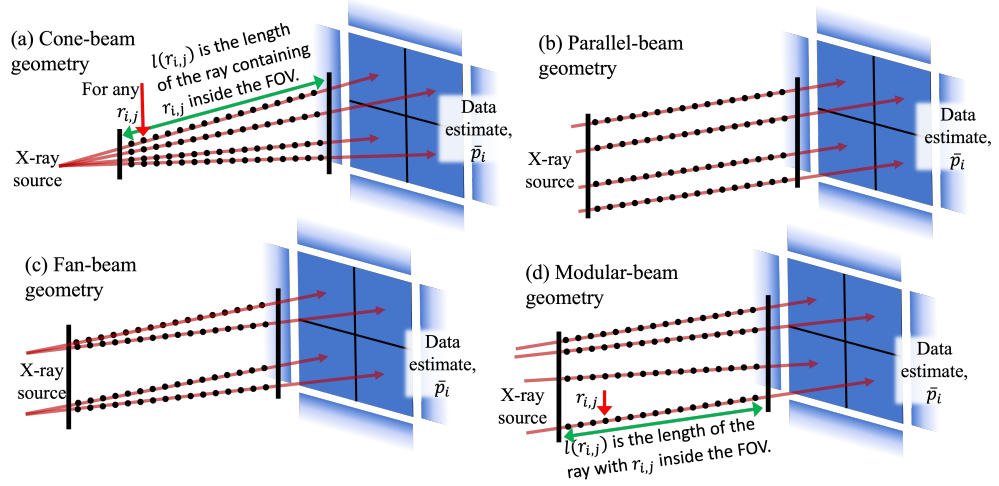 (a) Cone-beam
geometry
l(r_{i,j}) is the length
of the ray containing
r_{i,j} inside the FOV.
For any
r_{i,j}
X-ray
source
Data
estimate,
p̄_i
(b) Parallel-beam
geometry
X-ray
source
Data
estimate,
p̄_i
(c) Fan-beam
geometry
X-ray
source
Data
estimate,
p̄_i
(d) Modular-beam
geometry
X-ray
source
r_{i,j}
l(r_{i,j}) is the length of the
ray with r_{i,j} inside the FOV.
Data
estimate,
p̄_i